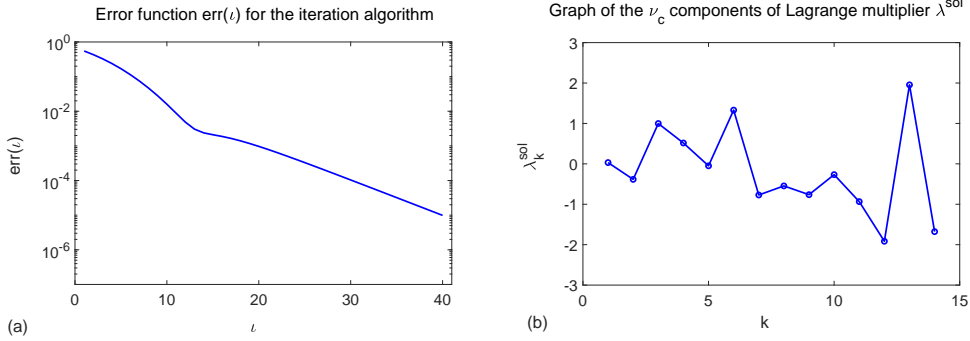 Error function err(ι) for the iteration algorithm
10^0
10^-2
10^-4
10^-6
err(ι)
0 10 20 30 40
ι
(a)
Graph of the ν_c components of Lagrange multiplier λ^sol
3
2
1
0
-1
-2
-3
λ_k^sol
0 5 10 15
k
(b)